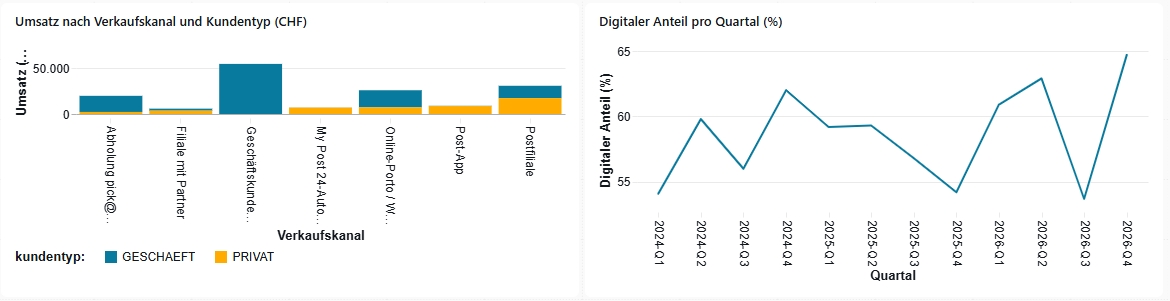 Umsatz nach Verkaufskanal und Kundentyp (CHF)
Umsatz (…
50.000
0
Abholung pick@…
Filiale mit Partner
Geschäftskunde…
My Post 24-Auto…
Online-Porto / W…
Post-App
Postfiliale
Verkaufskanal
kundentyp: GESCHAEFT PRIVAT
Digitaler Anteil pro Quartal (%)
Digitaler Anteil (%)
65
60
55
2024-Q1
2024-Q2
2024-Q3
2024-Q4
2025-Q1
2025-Q2
2025-Q3
2025-Q4
2026-Q1
2026-Q2
2026-Q3
2026-Q4
Quartal